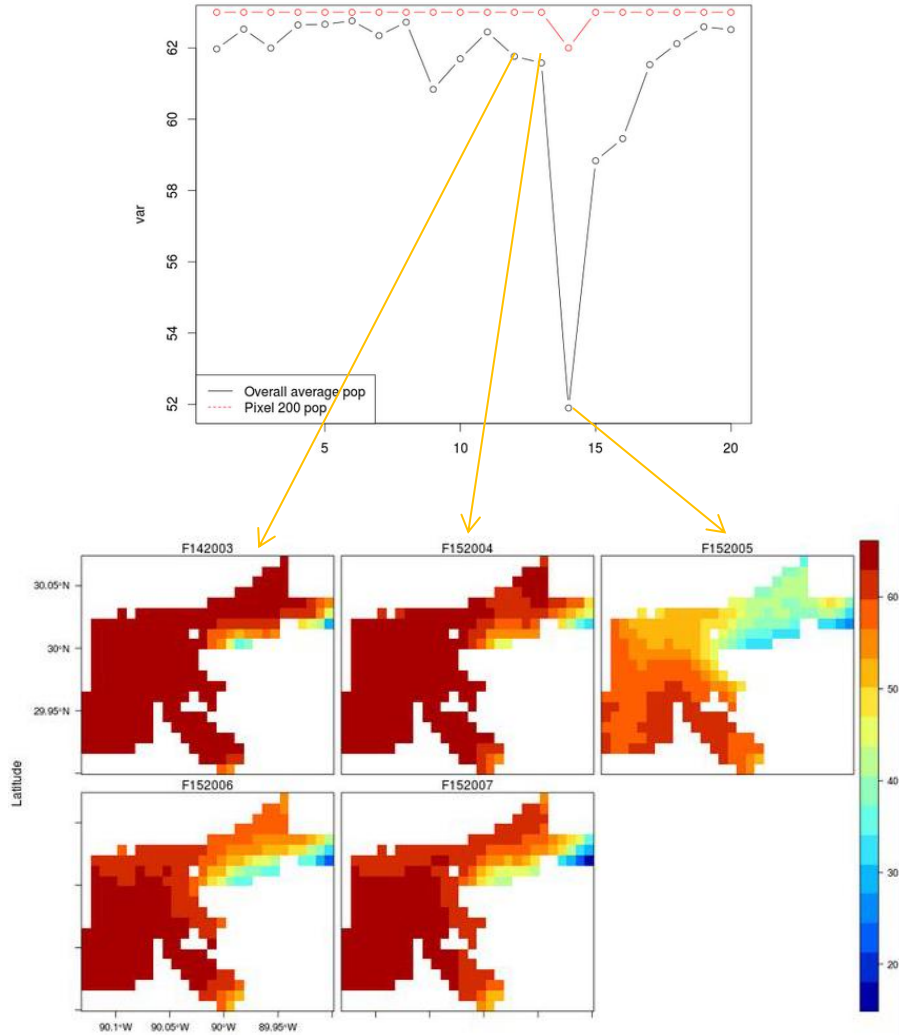 62
60
58
56
54
52
var
Overall average pop
Pixel 200 pop
5
10
15
20
F142003
F152004
F152005
30.05°N
30°N
29.95°N
60
50
40
30
20
Latitude
F152006
F152007
90.1°W
90.05°W
90°W
89.95°W